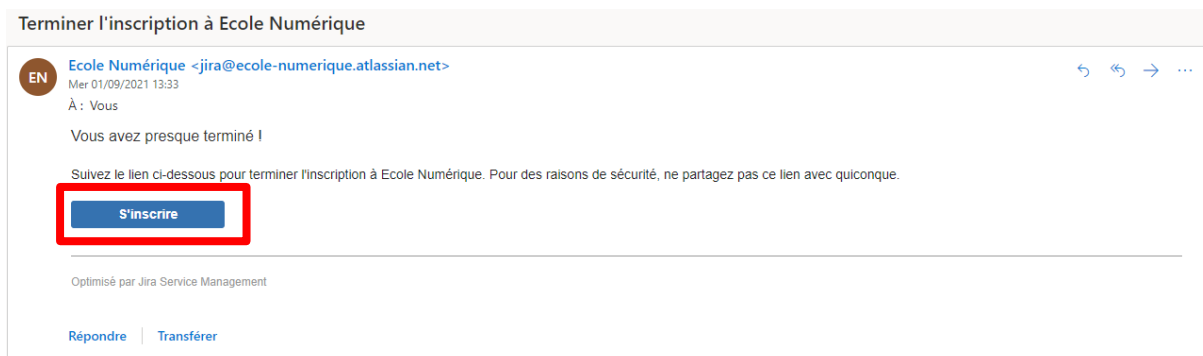 Terminer l'inscription à Ecole Numérique
EN
Ecole Numérique <jira@ecole-numerique.atlassian.net>
Mer 01/09/2021 13:33
À : Vous
Vous avez presque terminé !
Suivez le lien ci-dessous pour terminer l'inscription à Ecole Numérique. Pour des raisons de sécurité, ne partagez pas ce lien avec quiconque.
S'inscrire
Optimisé par Jira Service Management
Répondre
Transférer